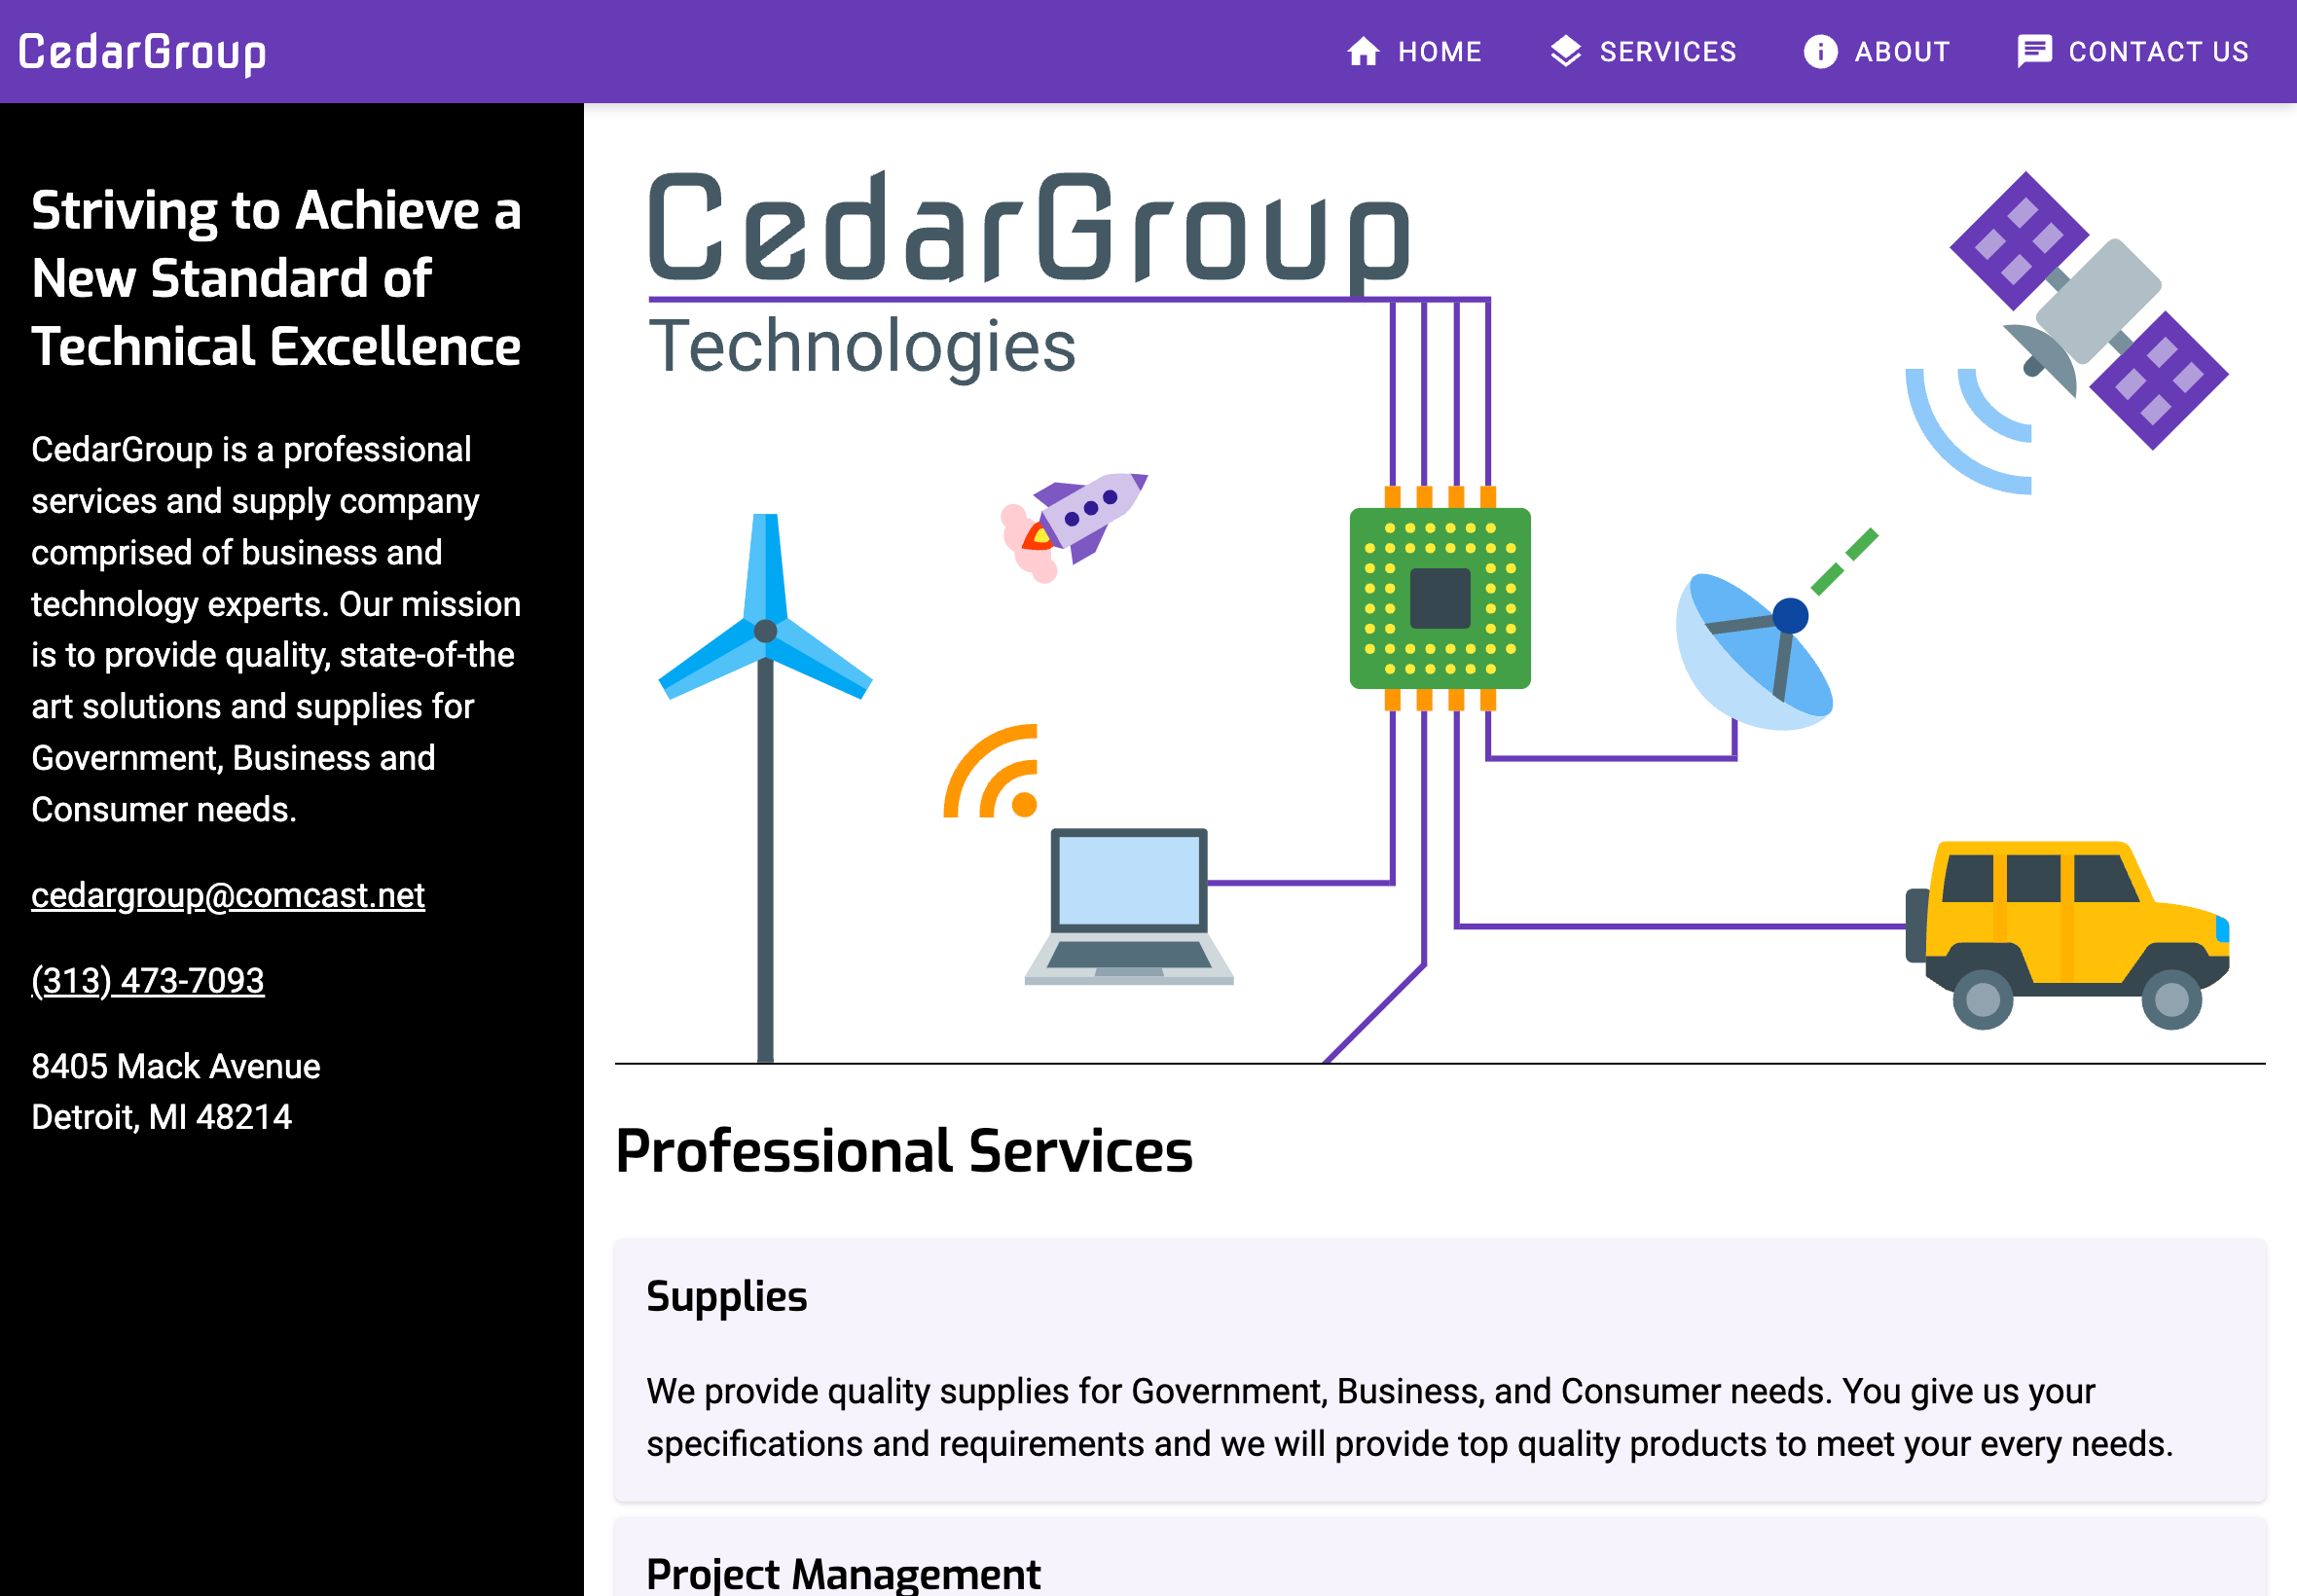 CedarGroup
HOME
SERVICES
ABOUT
CONTACT US
Striving to Achieve a
New Standard of
Technical Excellence
CedarGroup is a professional
services and supply company
comprised of business and
technology experts. Our mission
is to provide quality, state-of-the
art solutions and supplies for
Government, Business and
Consumer needs.
cedargroup@comcast.net
(313) 473-7093
8405 Mack Avenue
Detroit, MI 48214
CedarGroup
Technologies
Professional Services
Supplies
We provide quality supplies for Government, Business, and Consumer needs. You give us your
specifications and requirements and we will provide top quality products to meet your every needs.
Project Management